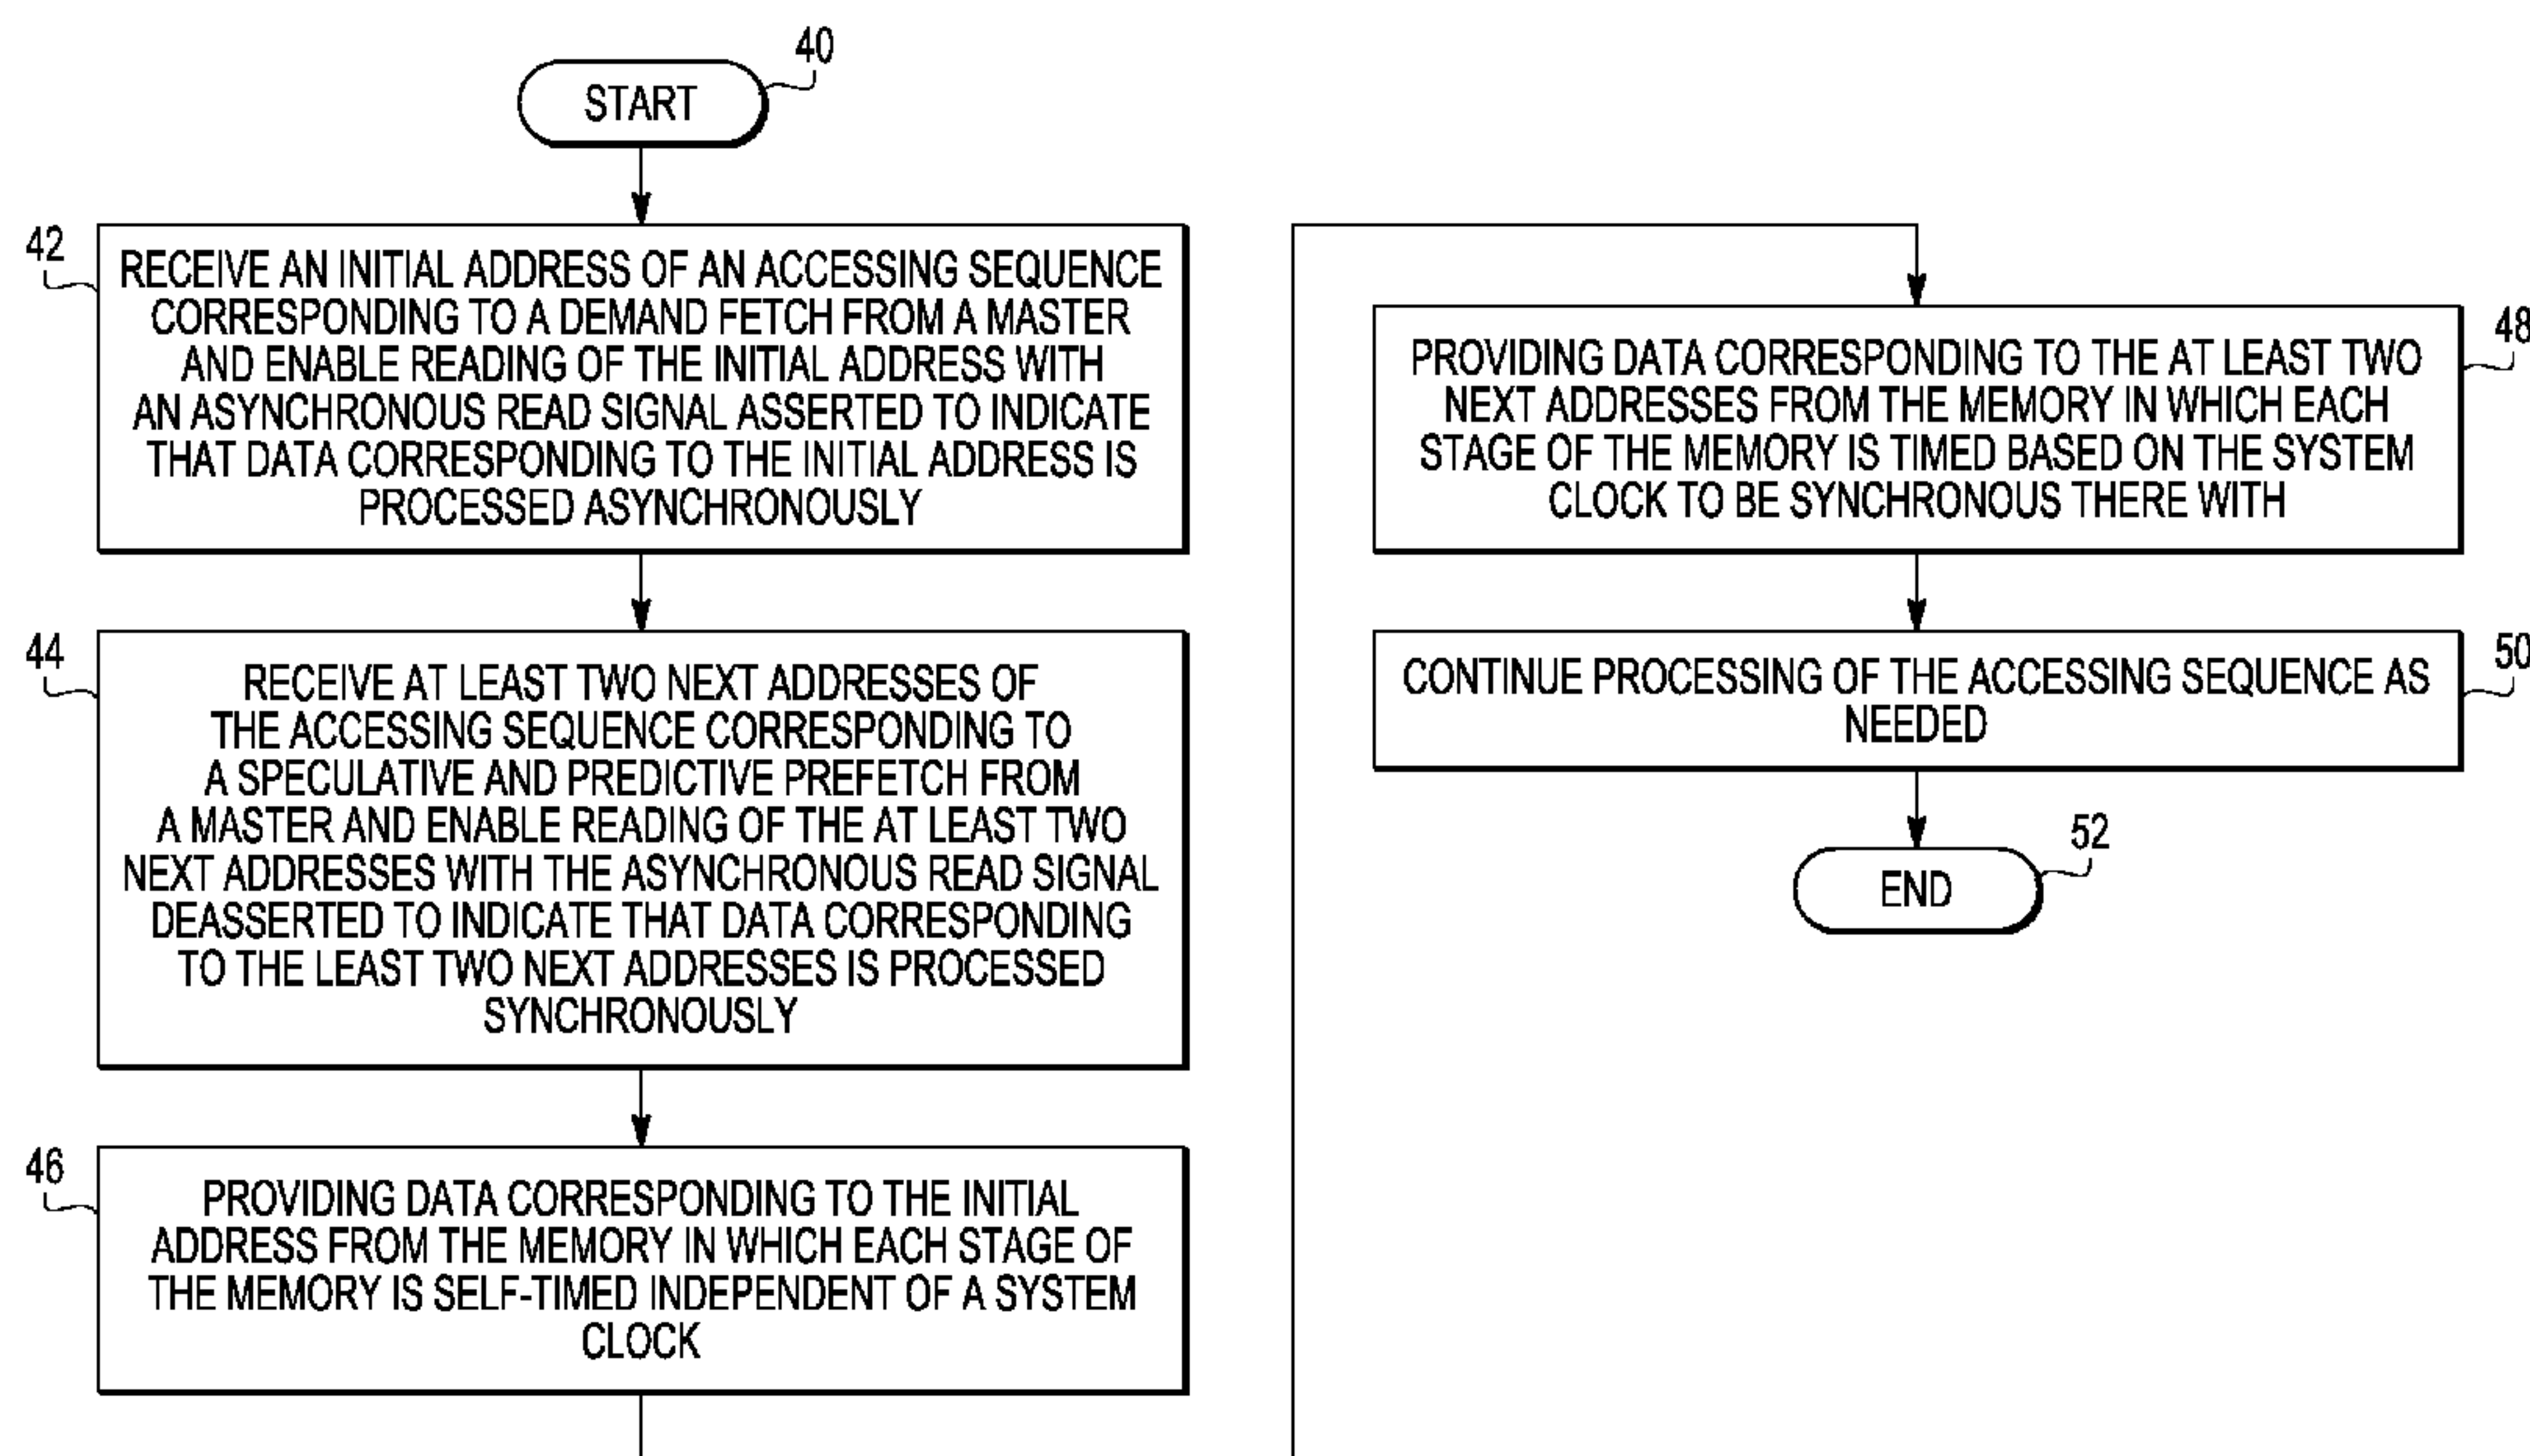 40
START
42
RECEIVE AN INITIAL ADDRESS OF AN ACCESSING SEQUENCE
CORRESPONDING TO A DEMAND FETCH FROM A MASTER
AND ENABLE READING OF THE INITIAL ADDRESS WITH
AN ASYNCHRONOUS READ SIGNAL ASSERTED TO INDICATE
THAT DATA CORRESPONDING TO THE INITIAL ADDRESS IS
PROCESSED ASYNCHRONOUSLY
44
RECEIVE AT LEAST TWO NEXT ADDRESSES OF
THE ACCESSING SEQUENCE CORRESPONDING TO
A SPECULATIVE AND PREDICTIVE PREFETCH FROM
A MASTER AND ENABLE READING OF THE AT LEAST TWO
NEXT ADDRESSES WITH THE ASYNCHRONOUS READ SIGNAL
DEASSERTED TO INDICATE THAT DATA CORRESPONDING
TO THE LEAST TWO NEXT ADDRESSES IS PROCESSED
SYNCHRONOUSLY
46
PROVIDING DATA CORRESPONDING TO THE INITIAL
ADDRESS FROM THE MEMORY IN WHICH EACH STAGE OF
THE MEMORY IS SELF-TIMED INDEPENDENT OF A SYSTEM
CLOCK
48
PROVIDING DATA CORRESPONDING TO THE AT LEAST TWO
NEXT ADDRESSES FROM THE MEMORY IN WHICH EACH
STAGE OF THE MEMORY IS TIMED BASED ON THE SYSTEM
CLOCK TO BE SYNCHRONOUS THERE WITH
50
CONTINUE PROCESSING OF THE ACCESSING SEQUENCE AS
NEEDED
52
END